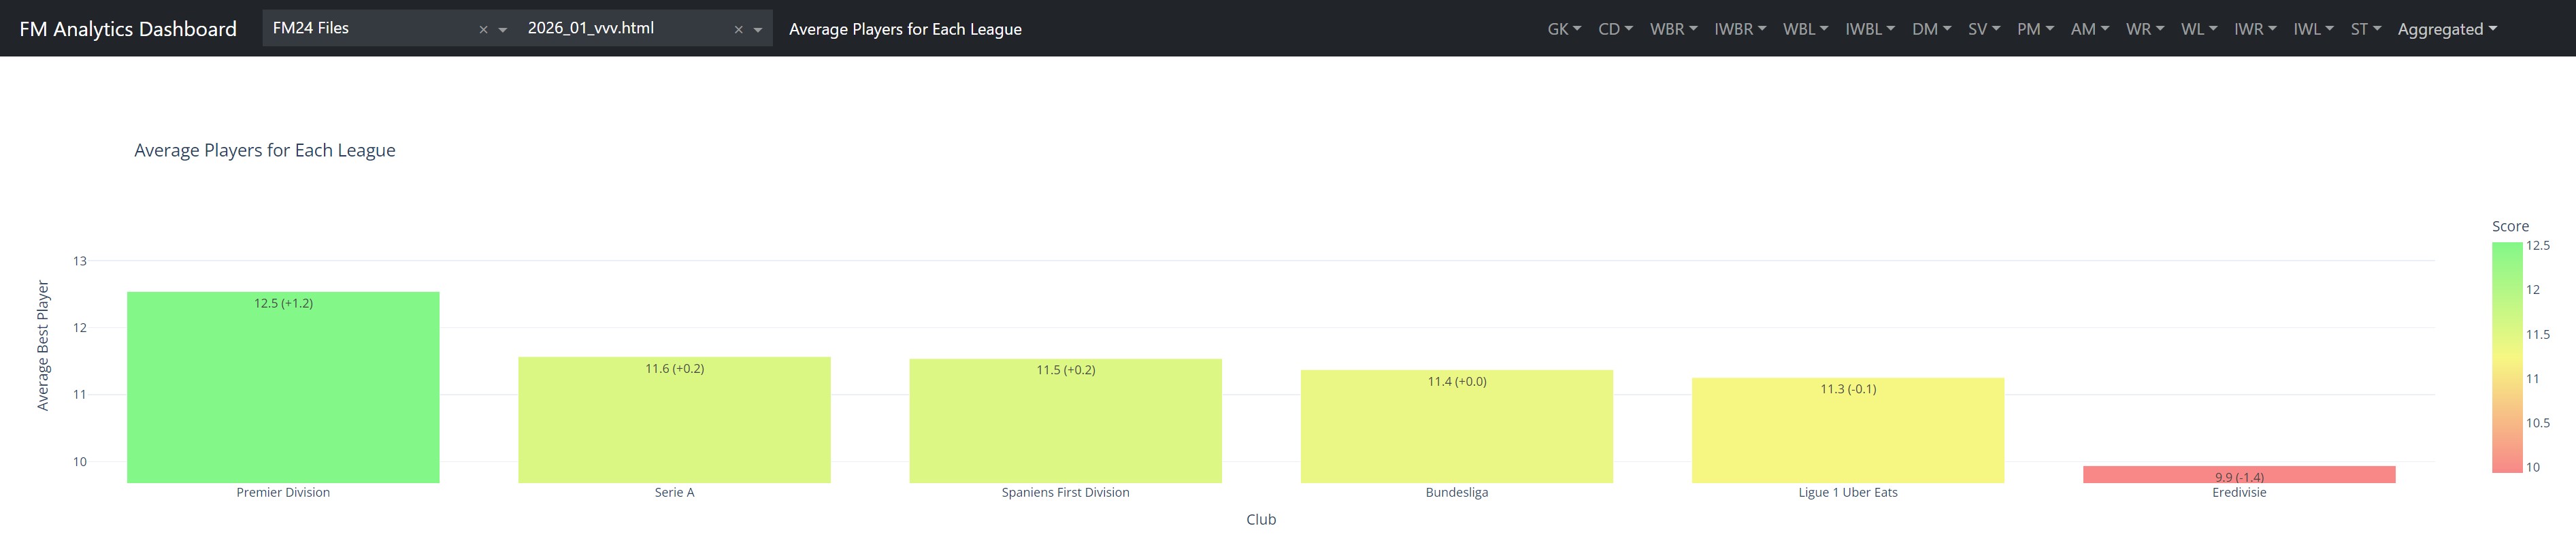 FM Analytics Dashboard FM24 Files × 2026_01_vvv.html × Average Players for Each League GK CD WBR IWBR WBL IWBL DM SV PM AM WR WL IWR IWL ST Aggregated
Average Players for Each League
Score
12.5
12
11.5
11
10.5
10
Average Best Player
13
12
11
10
12.5 (+1.2)
11.6 (+0.2)
11.5 (+0.2)
11.4 (+0.0)
11.3 (-0.1)
9.9 (-1.4)
Premier Division Serie A Spaniens First Division Bundesliga Ligue 1 Uber Eats Eredivisie
Club